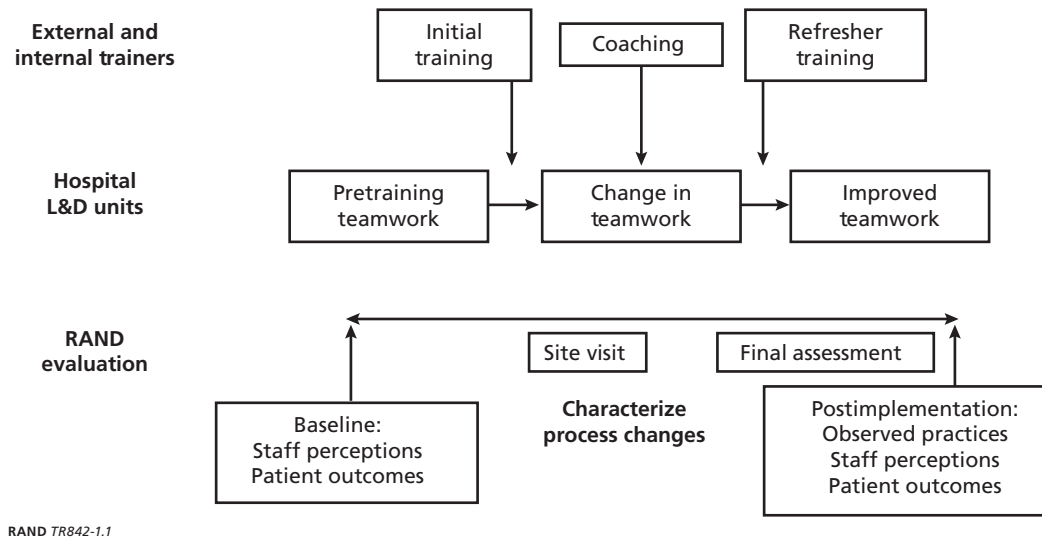 External and
internal trainers
Initial
training
Coaching
Refresher
training
Hospital
L&D units
Pretraining
teamwork
Change in
teamwork
Improved
teamwork
RAND
evaluation
Site visit
Final assessment
Baseline:
Staff perceptions
Patient outcomes
Characterize
process changes
Postimplementation:
Observed practices
Staff perceptions
Patient outcomes
RAND TR842-1.1